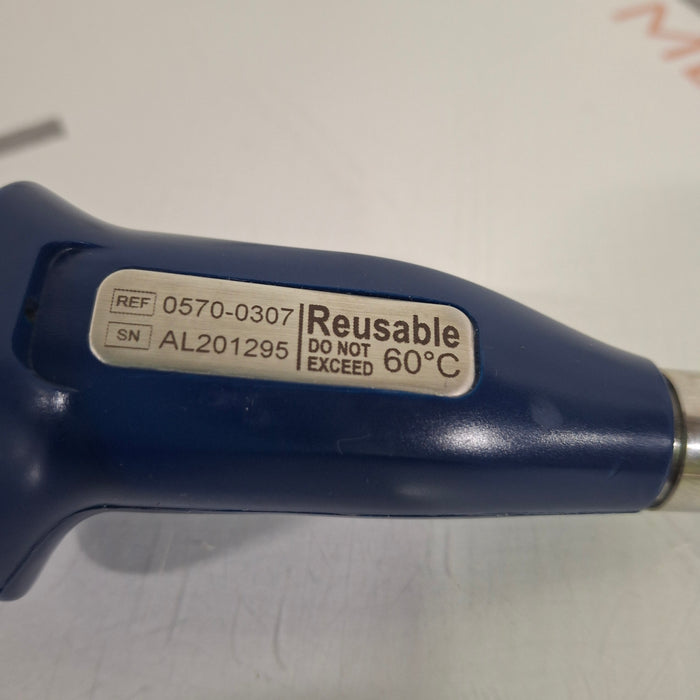 REF 0570-0307
SN AL201295
Reusable
DO NOT
EXCEED 60°C